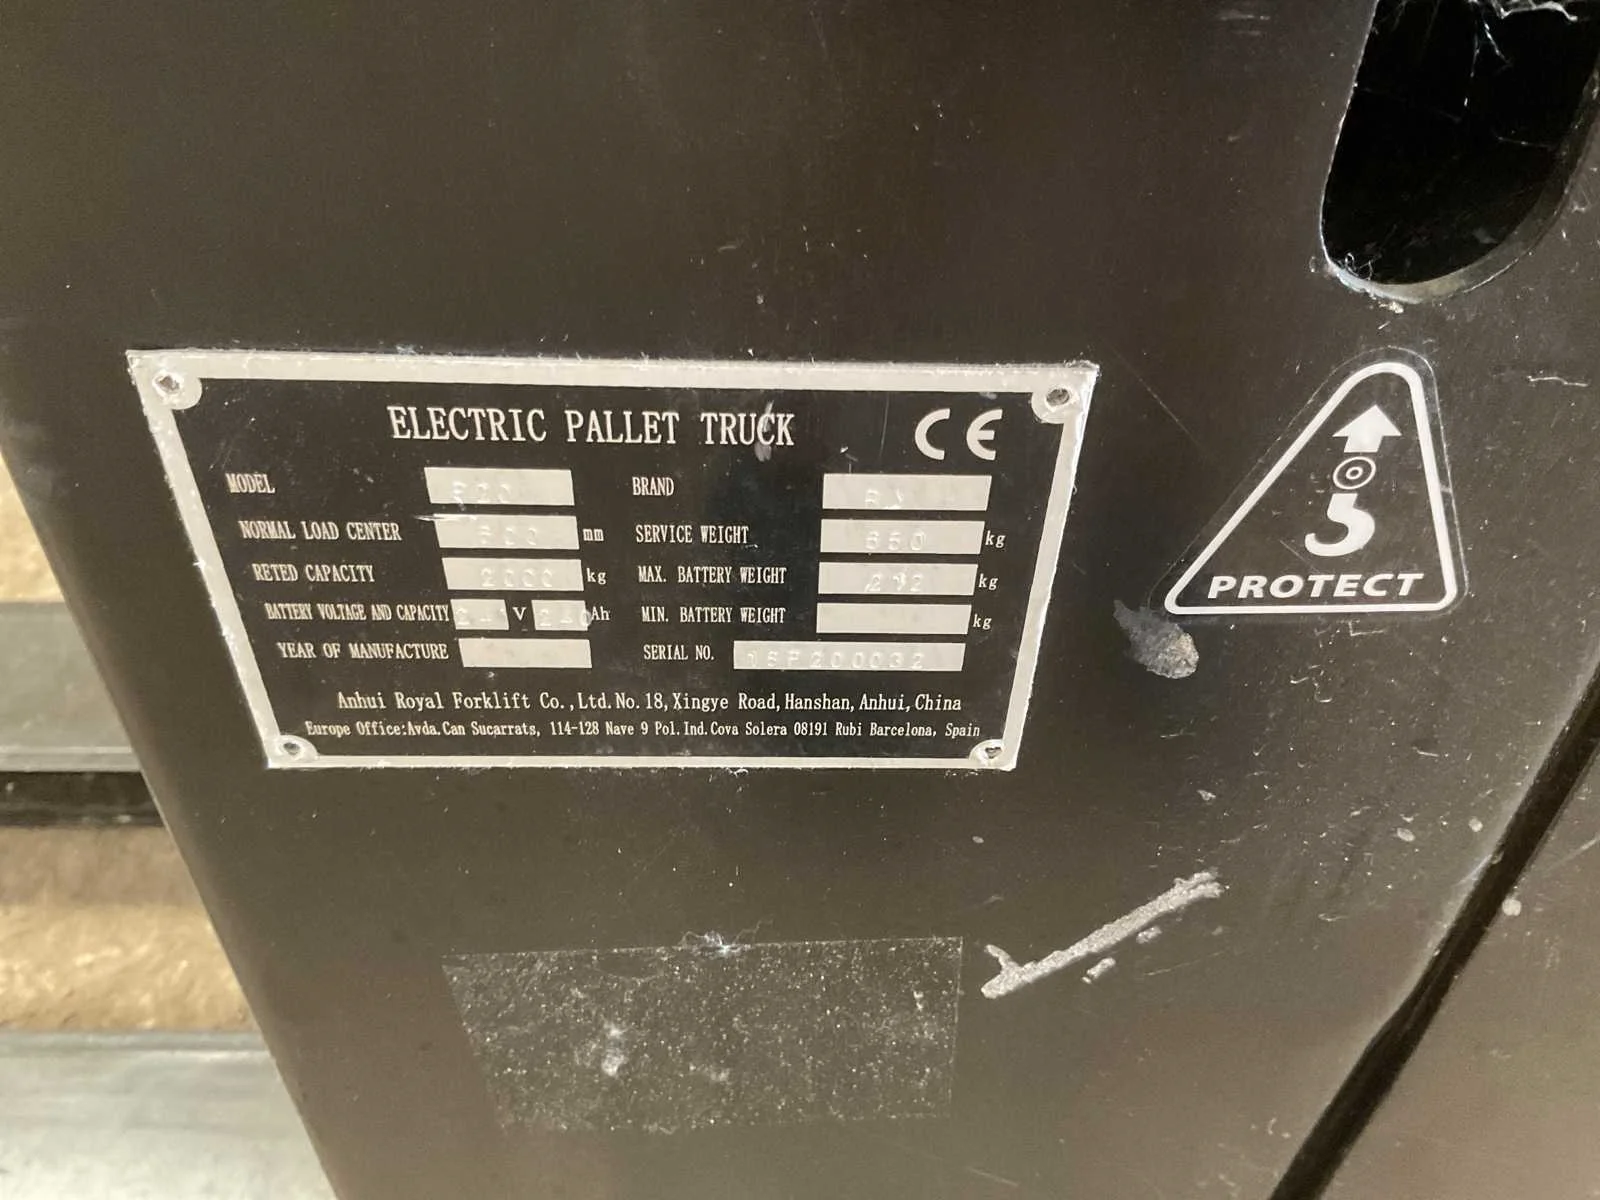 ELECTRIC PALLET TRUCK CE
MODEL BRAND
NORMAL LOAD CENTER 600 mm SERVICE WEIGHT 650 kg
RETED CAPACITY 2000 kg MAX. BATTERY WEIGHT 212 kg
BATTERY VOLTAGE AND CAPACITY V Ah MIN. BATTERY WEIGHT kg
YEAR OF MANUFACTURE SERIAL NO.
Anhui Royal Forklift Co.,Ltd.No.18,Xingye Road,Hanshan,Anhui,China
Europe Office:Avda.Can Sucarrats, 114-128 Nave 9 Pol.Ind.Cova Solera 08191 Rubi Barcelona, Spain
PROTECT